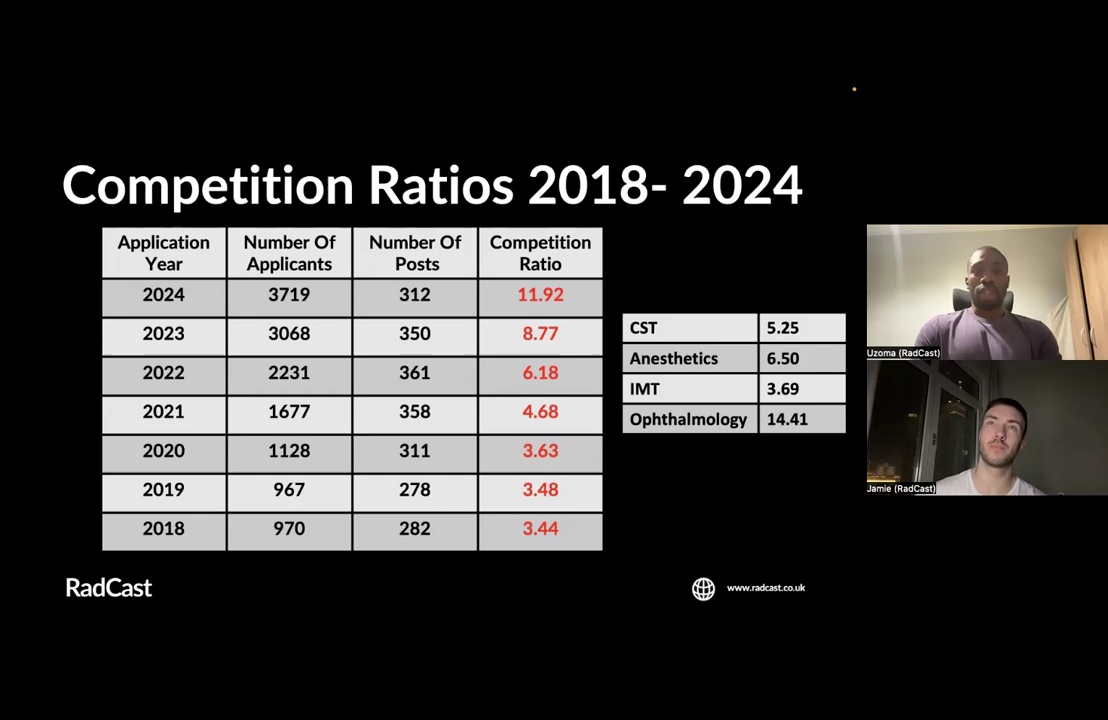 Competition Ratios 2018- 2024
Application Year Number Of Applicants Number Of Posts Competition Ratio
2024 3719 312 11.92
2023 3068 350 8.77
2022 2231 361 6.18
2021 1677 358 4.68
2020 1128 311 3.63
2019 967 278 3.48
2018 970 282 3.44
CST 5.25
Anesthetics 6.50
IMT 3.69
Ophthalmology 14.41
Uzoma (RadCast)
Jamie (RadCast)
RadCast
www.radcast.co.uk